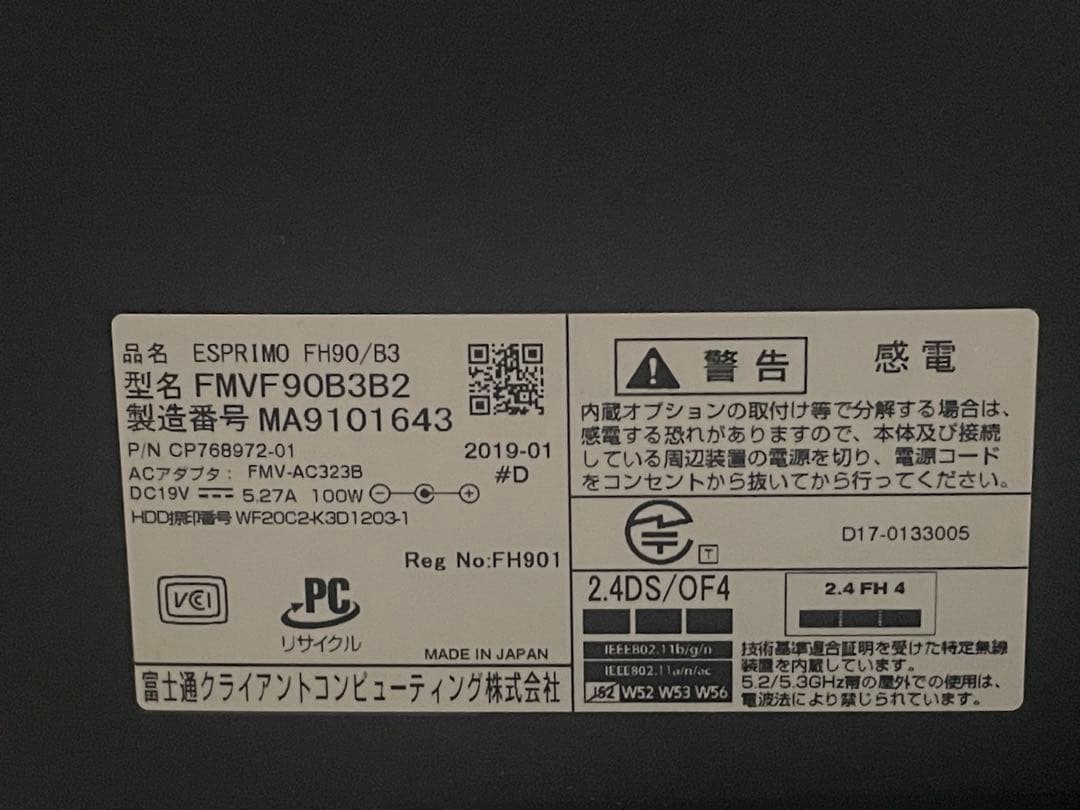 品名 ESPRIMO FH90/B3
型名 FMVF90B3B2
製造番号 MA9101643
P/N CP768972-01 2019-01
ACアダプタ: FMV-AC323B #D
DC19V 5.27A 100W
HDD捺印番号 WF20C2-K3D1203-1
Reg No:FH901
VCI
PC
リサイクル
MADE IN JAPAN
富士通クライアントコンピューティング株式会社
警告 感電
内蔵オプションの取付け等で分解する場合は、
感電する恐れがありますので、本体及び接続
している周辺装置の電源を切り、電源コード
をコンセントから抜いてから行ってください。
T D17-0133005
2.4DS/OF4
2.4 FH 4
IEEE802.11b/g/n
IEEE802.11a/n/ac
J52 W52 W53 W56
技術基準適合証明を受けた特定無線
装置を内蔵しています。
5.2/5.3GHz帯の屋外での使用は、
電波法により禁じられています。